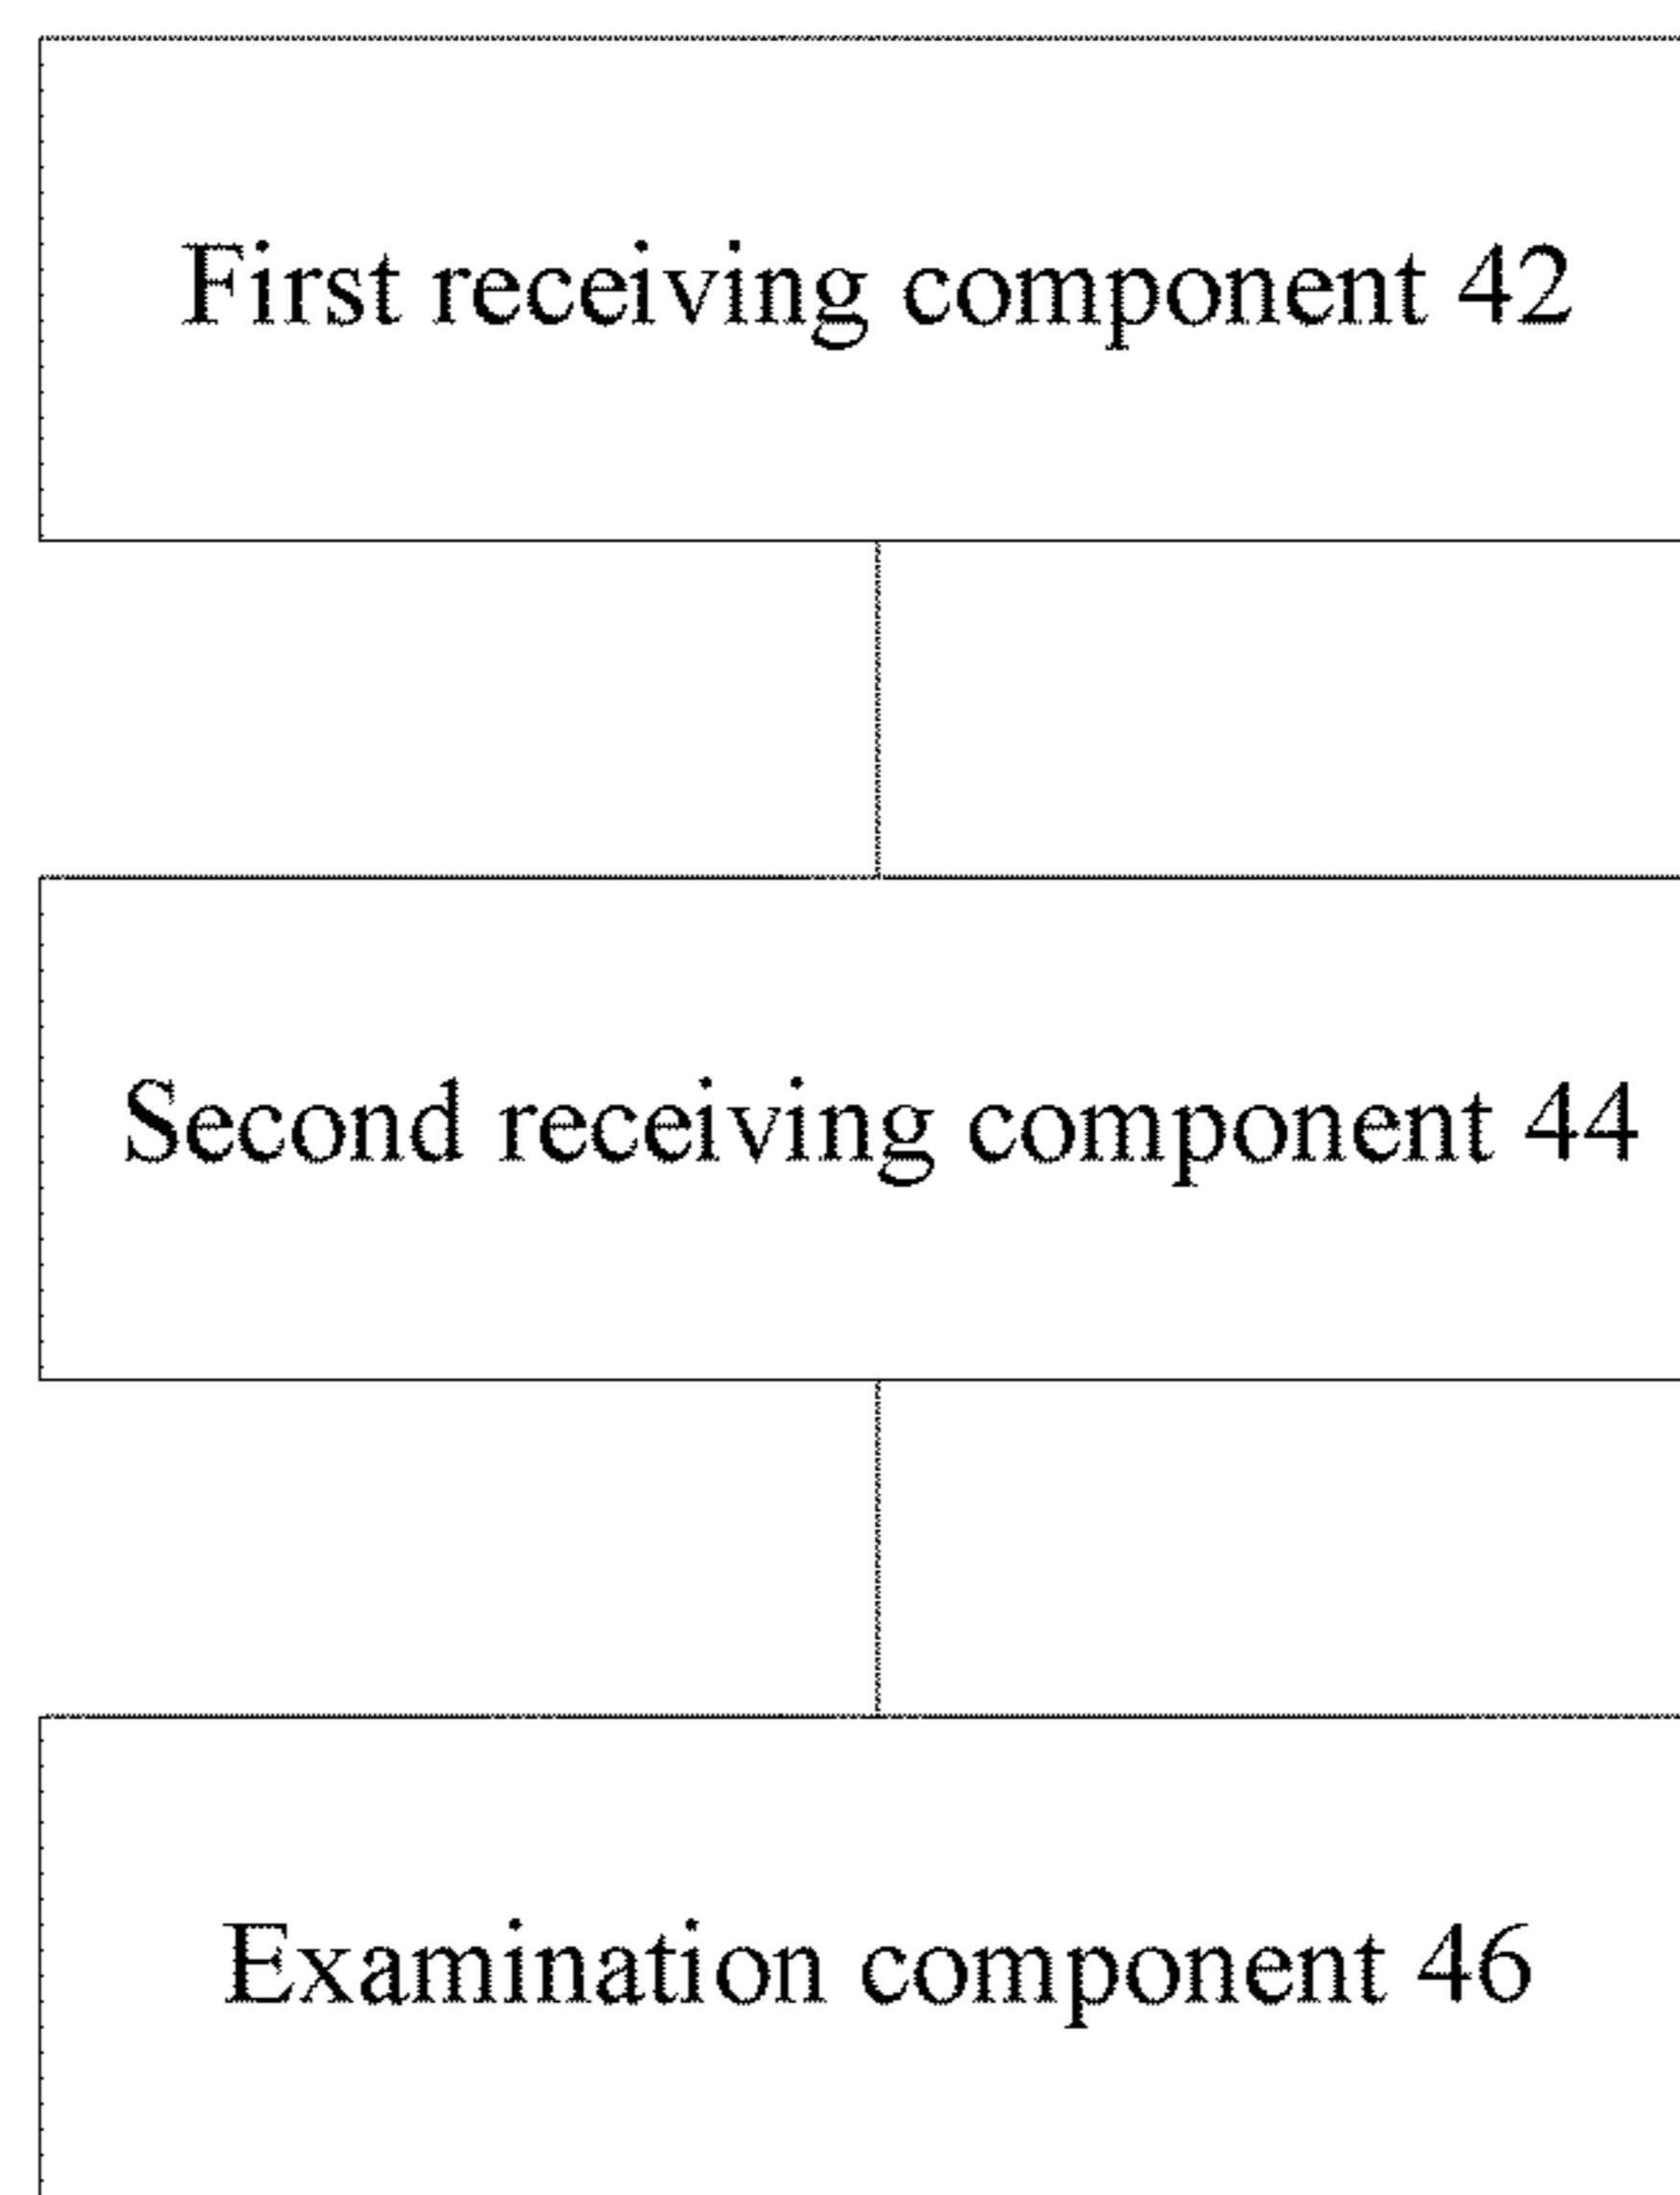 First receiving component 42
Second receiving component 44
Examination component 46